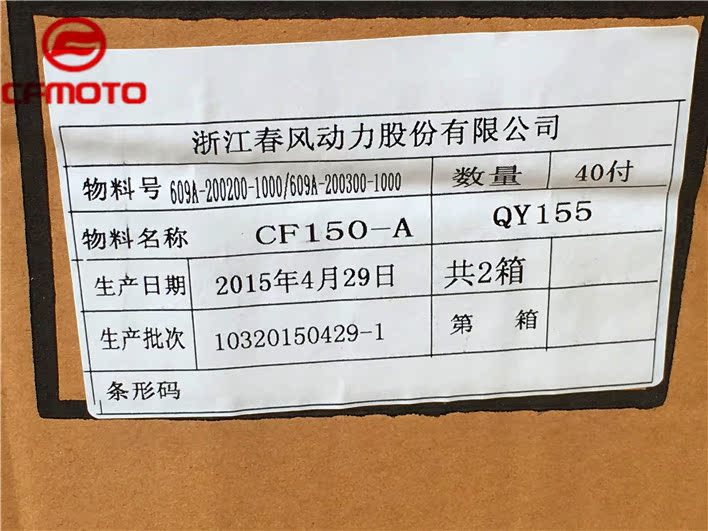 CFMOTO
浙江春风动力股份有限公司
物料号 609A-200200-1000/609A-200300-1000 数量 40付
物料名称 CF150-A QY155
生产日期 2015年4月29日 共2箱
生产批次 10320150429-1 第 箱
条形码